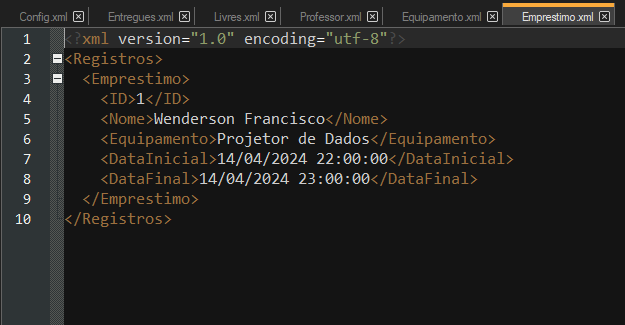 Config.xml Entregues.xml Livres.xml Professor.xml Equipamento.xml Emprestimo.xml
1 <?xml version="1.0" encoding="utf-8"?>
2 <Registros>
3 <Emprestimo>
4 <ID>1</ID>
5 <Nome>Wenderson Francisco</Nome>
6 <Equipamento>Projetor de Dados</Equipamento>
7 <DataInicial>14/04/2024 22:00:00</DataInicial>
8 <DataFinal>14/04/2024 23:00:00</DataFinal>
9 </Emprestimo>
10 </Registros>